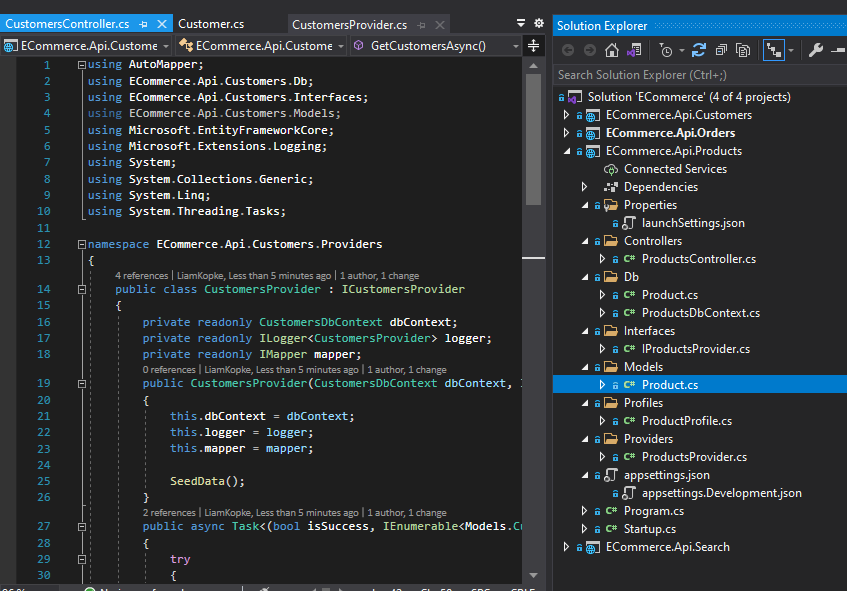 CustomersController.cs
Customer.cs
CustomersProvider.cs
ECommerce.Api.Custome
ECommerce.Api.Custome
GetCustomersAsync()
1 using AutoMapper;
2 using ECommerce.Api.Customers.Db;
3 using ECommerce.Api.Customers.Interfaces;
4 using ECommerce.Api.Customers.Models;
5 using Microsoft.EntityFrameworkCore;
6 using Microsoft.Extensions.Logging;
7 using System;
8 using System.Collections.Generic;
9 using System.Linq;
10 using System.Threading.Tasks;
11
12 namespace ECommerce.Api.Customers.Providers
13 {
4 references | LiamKopke, Less than 5 minutes ago | 1 author, 1 change
14 public class CustomersProvider : ICustomersProvider
15 {
16 private readonly CustomersDbContext dbContext;
17 private readonly ILogger<CustomersProvider> logger;
18 private readonly IMapper mapper;
0 references | LiamKopke, Less than 5 minutes ago | 1 author, 1 change
19 public CustomersProvider(CustomersDbContext dbContext,
20 {
21 this.dbContext = dbContext;
22 this.logger = logger;
23 this.mapper = mapper;
24
25 SeedData();
26 }
2 references | LiamKopke, Less than 5 minutes ago | 1 author, 1 change
27 public async Task<(bool isSuccess, IEnumerable<Models.Cu
28 {
29 try
30 {
Solution Explorer
Search Solution Explorer (Ctrl+;)
Solution 'ECommerce' (4 of 4 projects)
ECommerce.Api.Customers
ECommerce.Api.Orders
ECommerce.Api.Products
Connected Services
Dependencies
Properties
launchSettings.json
Controllers
C# ProductsController.cs
Db
C# Product.cs
C# ProductsDbContext.cs
Interfaces
C# IProductsProvider.cs
Models
C# Product.cs
Profiles
C# ProductProfile.cs
Providers
C# ProductsProvider.cs
appsettings.json
appsettings.Development.json
C# Program.cs
C# Startup.cs
ECommerce.Api.Search